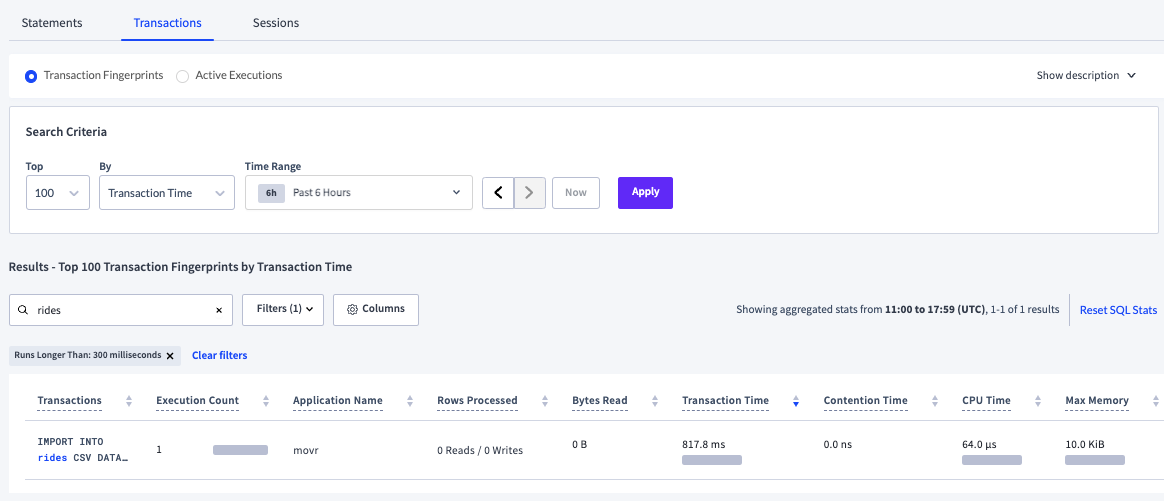 Statements Transactions Sessions
Transaction Fingerprints Active Executions Show description
Search Criteria
Top By Time Range
100 Transaction Time 6h Past 6 Hours Now Apply
Results - Top 100 Transaction Fingerprints by Transaction Time
rides Filters (1) Columns Showing aggregated stats from 11:00 to 17:59 (UTC), 1-1 of 1 results Reset SQL Stats
Runs Longer Than: 300 milliseconds Clear filters
Transactions Execution Count Application Name Rows Processed Bytes Read Transaction Time Contention Time CPU Time Max Memory
IMPORT INTO 1 movr 0 Reads / 0 Writes 0 B 817.8 ms 0.0 ns 64.0 µs 10.0 KiB
rides CSV DATA…